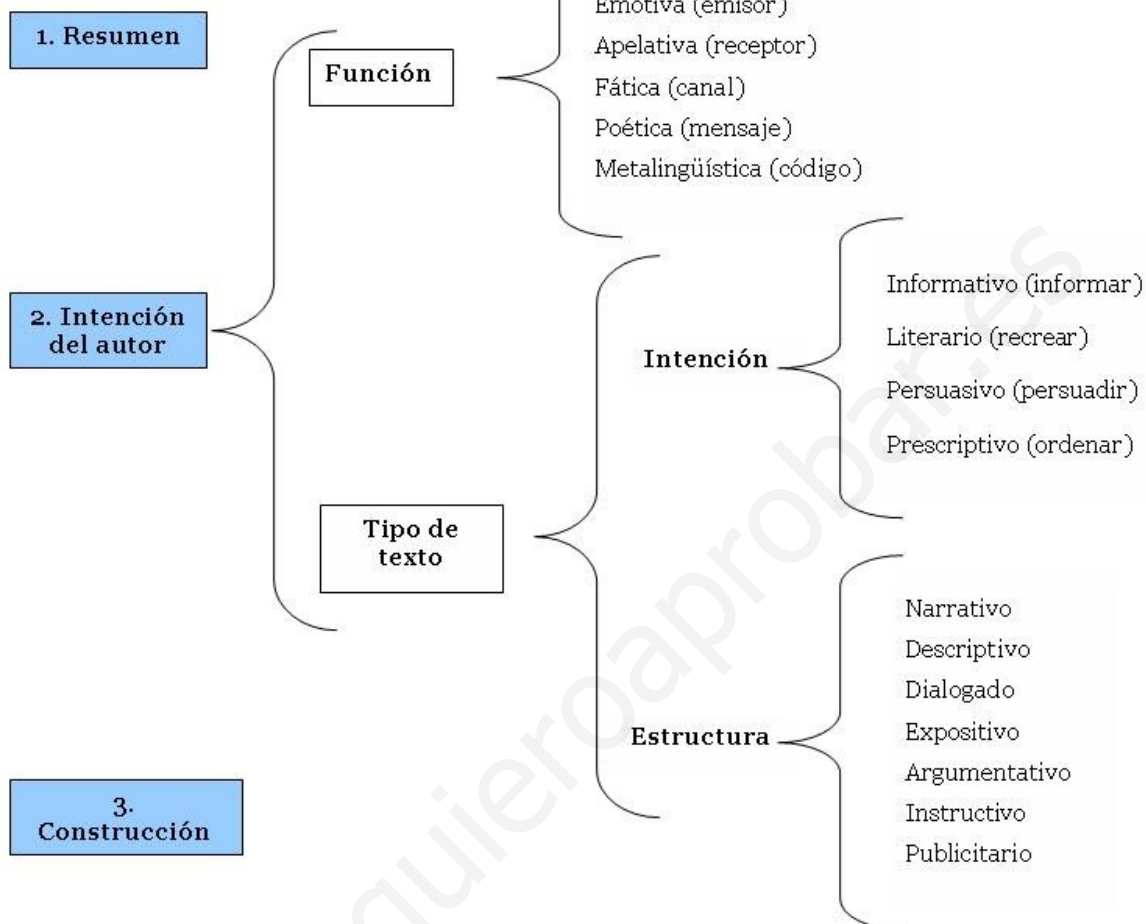 Emotiva (emisor)
1. Resumen
Función
Apelativa (receptor)
Fática (canal)
Poética (mensaje)
Metalingüística (código)
2. Intención
del autor
Intención
Informativo (informar)
Literario (recrear)
Persuasivo (persuadir)
Prescriptivo (ordenar)
Tipo de
texto
Estructura
Narrativo
Descriptivo
Dialogado
Expositivo
Argumentativo
Instructivo
Publicitario
3.
Construcción
quieroaprobar.es